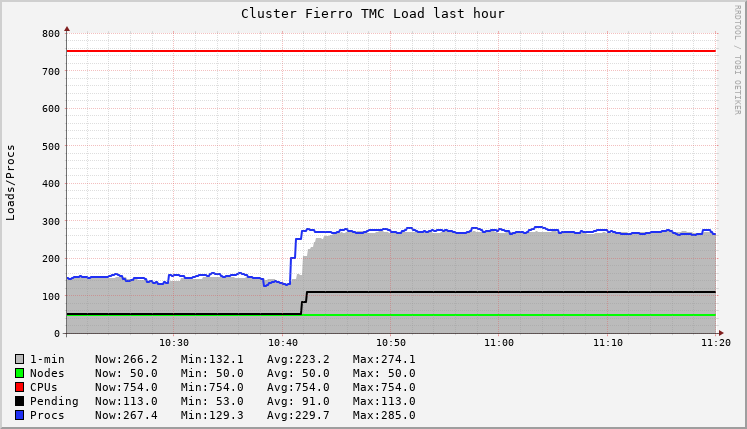 Cluster Fierro TMC Load last hour
RRDTOOL / TOBI OETIKER
Loads/Procs
800
700
600
500
400
300
200
100
0
10:30 10:40 10:50 11:00 11:10 11:20
1-min Now:266.2 Min:132.1 Avg:223.2 Max:274.1
Nodes Now: 50.0 Min: 50.0 Avg: 50.0 Max: 50.0
CPUs Now:754.0 Min:754.0 Avg:754.0 Max:754.0
Pending Now:113.0 Min: 53.0 Avg: 91.0 Max:113.0
Procs Now:267.4 Min:129.3 Avg:229.7 Max:285.0